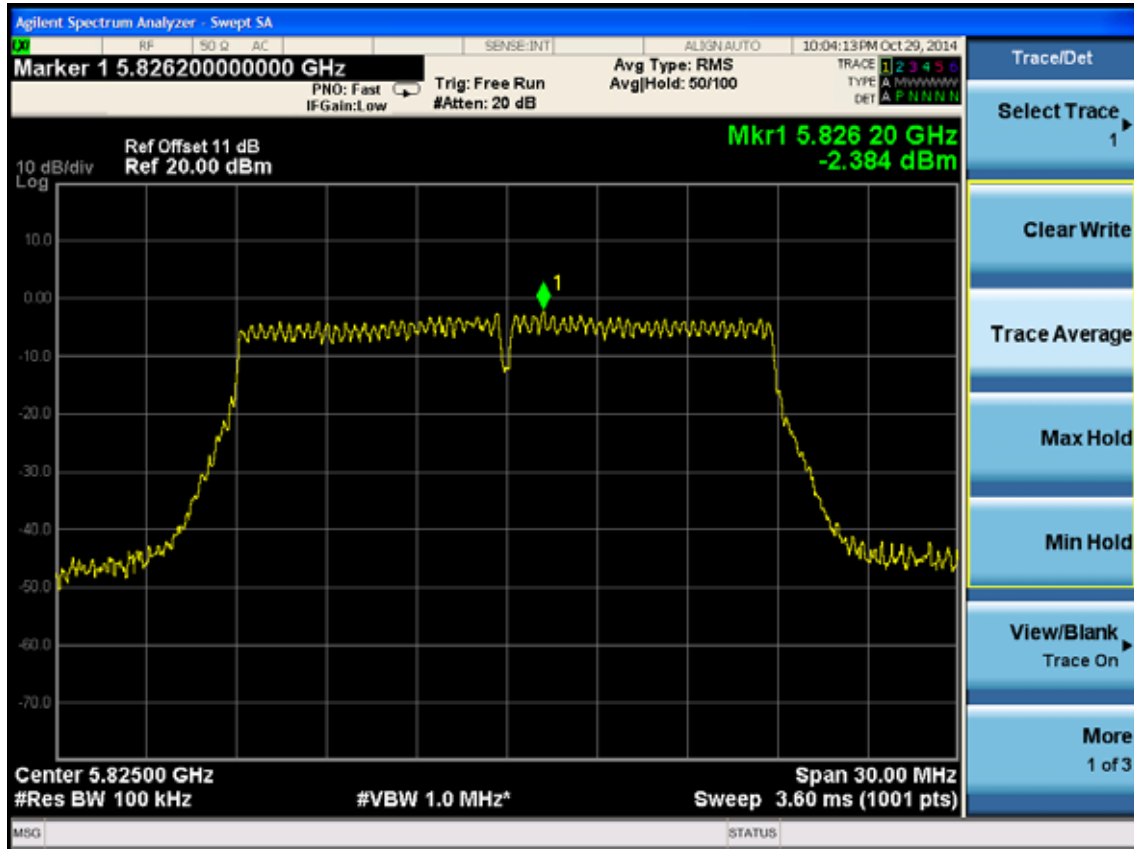 Agilent Spectrum Analyzer - Swept SA
RF 50 Ω AC SENSE:INT ALIGN AUTO 10:04:13 PM Oct 29, 2014
Marker 1 5.826200000000 GHz
PNO: Fast
IFGain:Low
Trig: Free Run
#Atten: 20 dB
Avg Type: RMS
Avg|Hold: 50/100
TRACE 1 2 3 4 5 6
TYPE A MWWWWW
DET A P N N N N
Ref Offset 11 dB
10 dB/div Ref 20.00 dBm
Log
Mkr1 5.826 20 GHz
-2.384 dBm
10.0
0.00
-10.0
-20.0
-30.0
-40.0
-50.0
-60.0
-70.0
1
Center 5.82500 GHz Span 30.00 MHz
#Res BW 100 kHz #VBW 1.0 MHz* Sweep 3.60 ms (1001 pts)
MSG STATUS
Trace/Det
Select Trace
1
Clear Write
Trace Average
Max Hold
Min Hold
View/Blank
Trace On
More
1 of 3